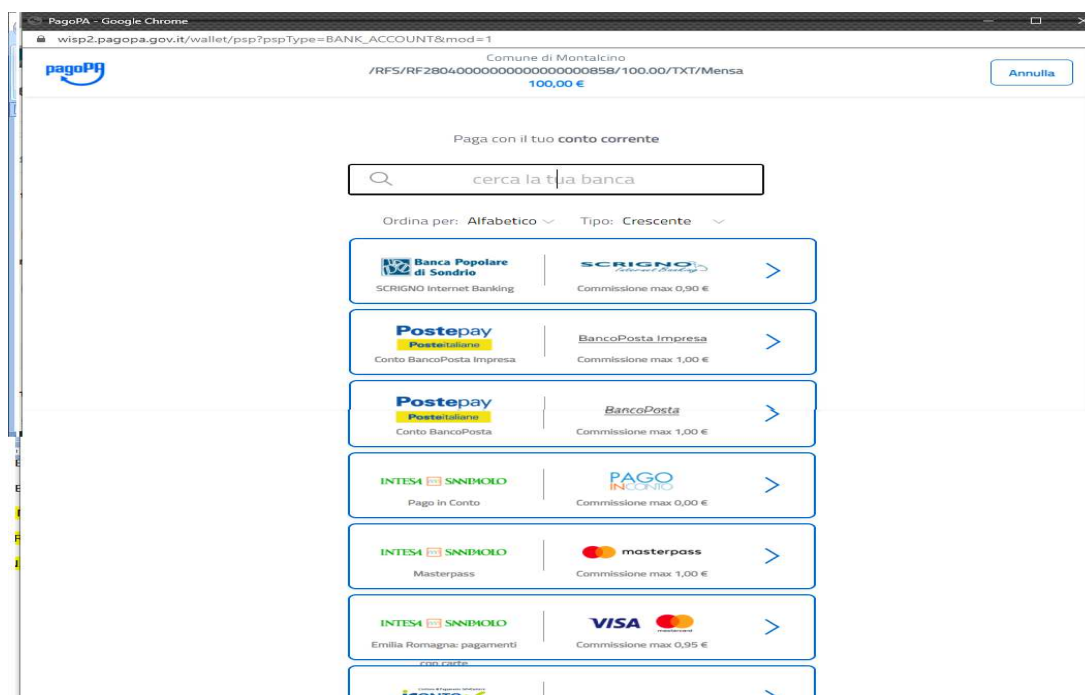 PagoPA - Google Chrome
wisp2.pagopa.gov.it/wallet/psp?pspType=BANK_ACCOUNT&mod=1
pagoPA
Comune di Montalcino
/RFS/RF28040000000000000000858/100.00/TXT/Mensa
100,00 €
Annulla
Paga con il tuo conto corrente
cerca la tua banca
Ordina per: Alfabetico Tipo: Crescente
Banca Popolare
di Sondrio
SCRIGNO
Internet Banking
SCRIGNO Internet Banking
Commissione max 0,90 €
Postepay
Posteitaliane
BancoPosta Impresa
Conto BancoPosta Impresa
Commissione max 1,00 €
Postepay
Posteitaliane
BancoPosta
Conto BancoPosta
Commissione max 1,00 €
INTESA SANPAOLO
PAGO
INCONTO
Pago in Conto
Commissione max 0,00 €
INTESA SANPAOLO
masterpass
Masterpass
Commissione max 1,00 €
INTESA SANPAOLO
VISA
mastercard
Emilia Romagna: pagamenti
con carte
Commissione max 0,95 €